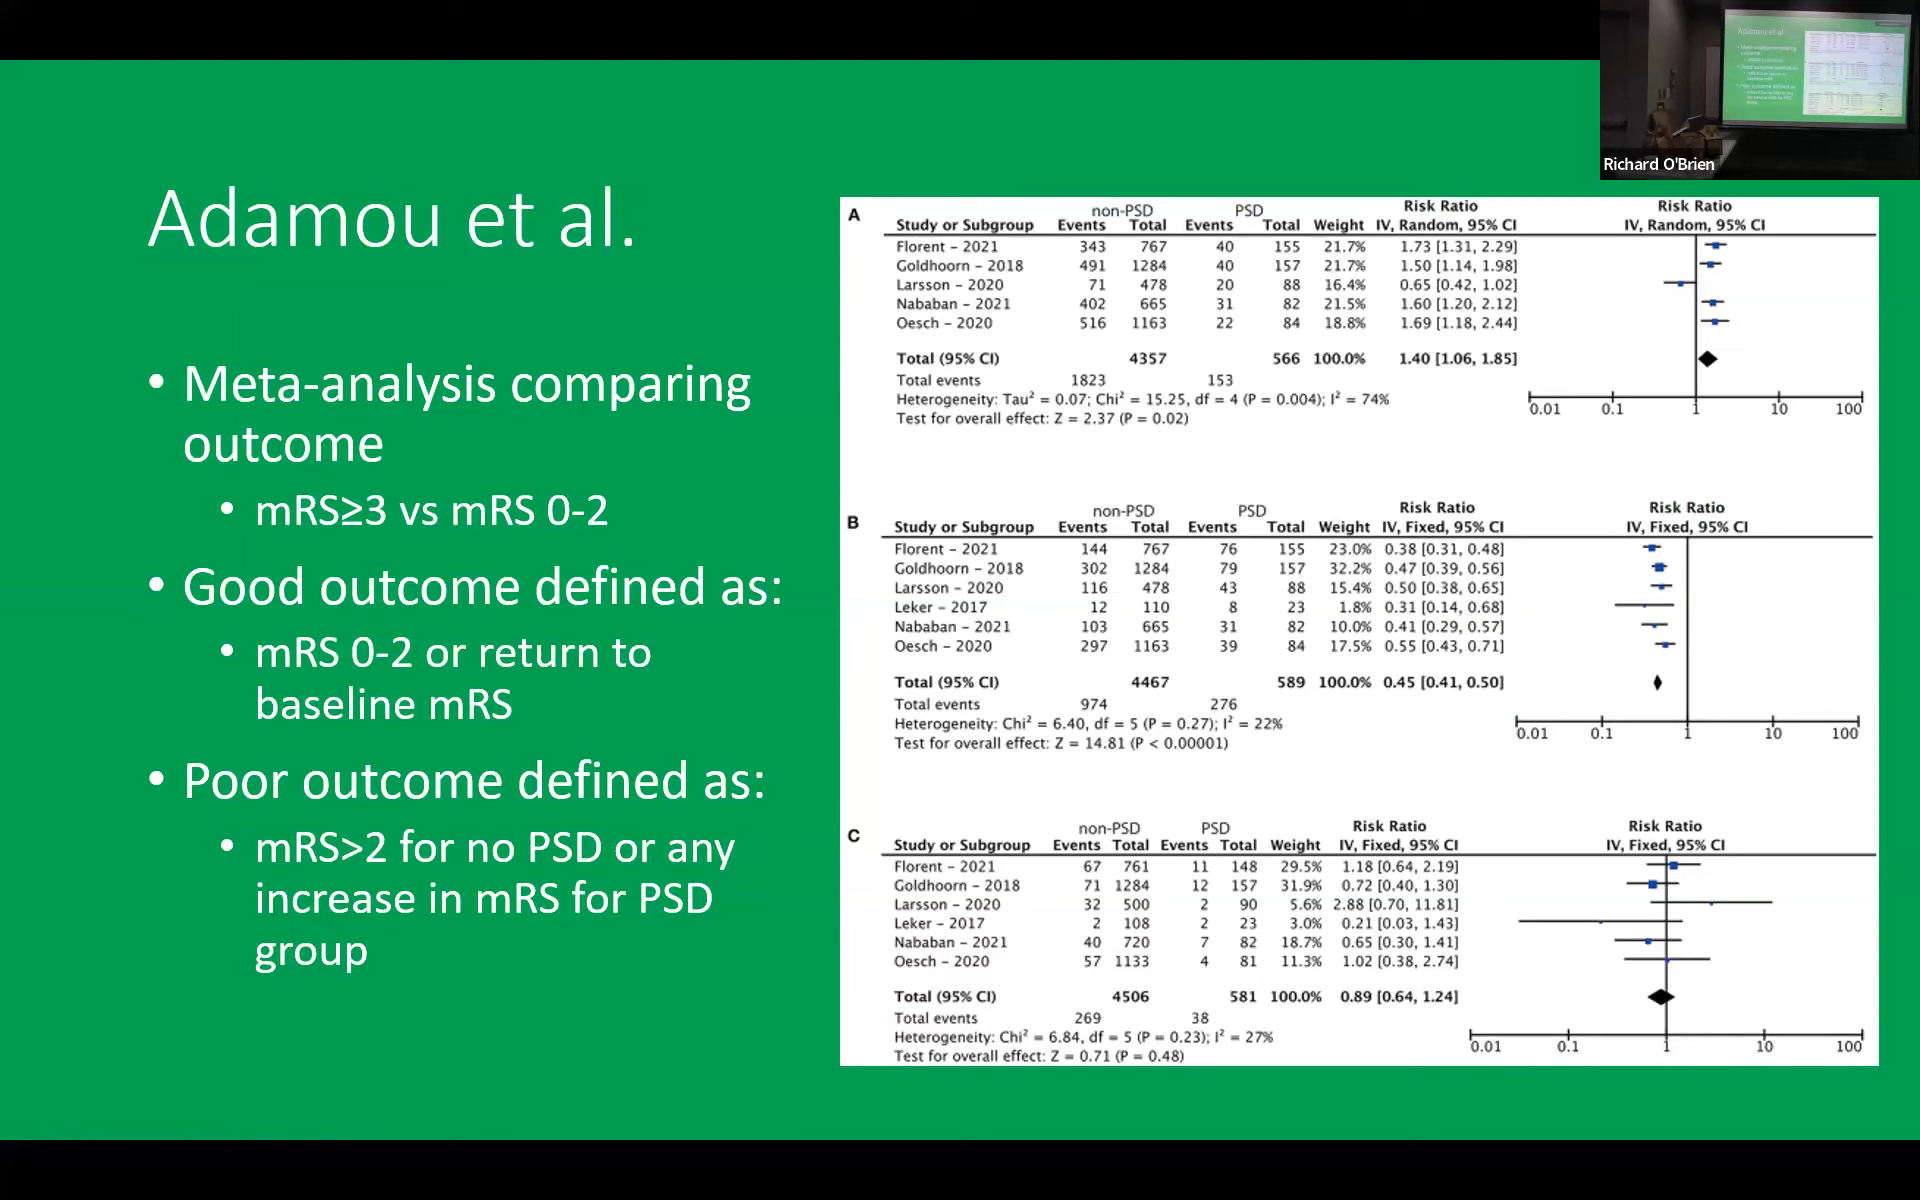 Richard O'Brien
Adamou et al.
• Meta-analysis comparing
outcome
• mRS≥3 vs mRS 0-2
• Good outcome defined as:
• mRS 0-2 or return to
baseline mRS
• Poor outcome defined as:
• mRS>2 for no PSD or any
increase in mRS for PSD
group
A
non-PSD PSD Risk Ratio Risk Ratio
Study or Subgroup Events Total Events Total Weight IV, Random, 95% CI IV, Random, 95% CI
Florent – 2021 343 767 40 155 21.7% 1.73 [1.31, 2.29]
Goldhoorn – 2018 491 1284 40 157 21.7% 1.50 [1.14, 1.98]
Larsson – 2020 71 478 20 88 16.4% 0.65 [0.42, 1.02]
Nababan – 2021 402 665 31 82 21.5% 1.60 [1.20, 2.12]
Oesch – 2020 516 1163 22 84 18.8% 1.69 [1.18, 2.44]
Total (95% CI) 4357 566 100.0% 1.40 [1.06, 1.85]
Total events 1823 153
Heterogeneity: Tau² = 0.07; Chi² = 15.25, df = 4 (P = 0.004); I² = 74%
Test for overall effect: Z = 2.37 (P = 0.02)
0.01 0.1 1 10 100
B
non-PSD PSD Risk Ratio Risk Ratio
Study or Subgroup Events Total Events Total Weight IV, Fixed, 95% CI IV, Fixed, 95% CI
Florent – 2021 144 767 76 155 23.0% 0.38 [0.31, 0.48]
Goldhoorn – 2018 302 1284 79 157 32.2% 0.47 [0.39, 0.56]
Larsson – 2020 116 478 43 88 15.4% 0.50 [0.38, 0.65]
Leker – 2017 12 110 8 23 1.8% 0.31 [0.14, 0.68]
Nababan – 2021 103 665 31 82 10.0% 0.41 [0.29, 0.57]
Oesch – 2020 297 1163 39 84 17.5% 0.55 [0.43, 0.71]
Total (95% CI) 4467 589 100.0% 0.45 [0.41, 0.50]
Total events 974 276
Heterogeneity: Chi² = 6.40, df = 5 (P = 0.27); I² = 22%
Test for overall effect: Z = 14.81 (P < 0.00001)
0.01 0.1 1 10 100
C
non-PSD PSD Risk Ratio Risk Ratio
Study or Subgroup Events Total Events Total Weight IV, Fixed, 95% CI IV, Fixed, 95% CI
Florent – 2021 67 761 11 148 29.5% 1.18 [0.64, 2.19]
Goldhoorn – 2018 71 1284 12 157 31.9% 0.72 [0.40, 1.30]
Larsson – 2020 32 500 2 90 5.6% 2.88 [0.70, 11.81]
Leker – 2017 2 108 2 23 3.0% 0.21 [0.03, 1.43]
Nababan – 2021 40 720 7 82 18.7% 0.65 [0.30, 1.41]
Oesch – 2020 57 1133 4 81 11.3% 1.02 [0.38, 2.74]
Total (95% CI) 4506 581 100.0% 0.89 [0.64, 1.24]
Total events 269 38
Heterogeneity: Chi² = 6.84, df = 5 (P = 0.23); I² = 27%
Test for overall effect: Z = 0.71 (P = 0.48)
0.01 0.1 1 10 100